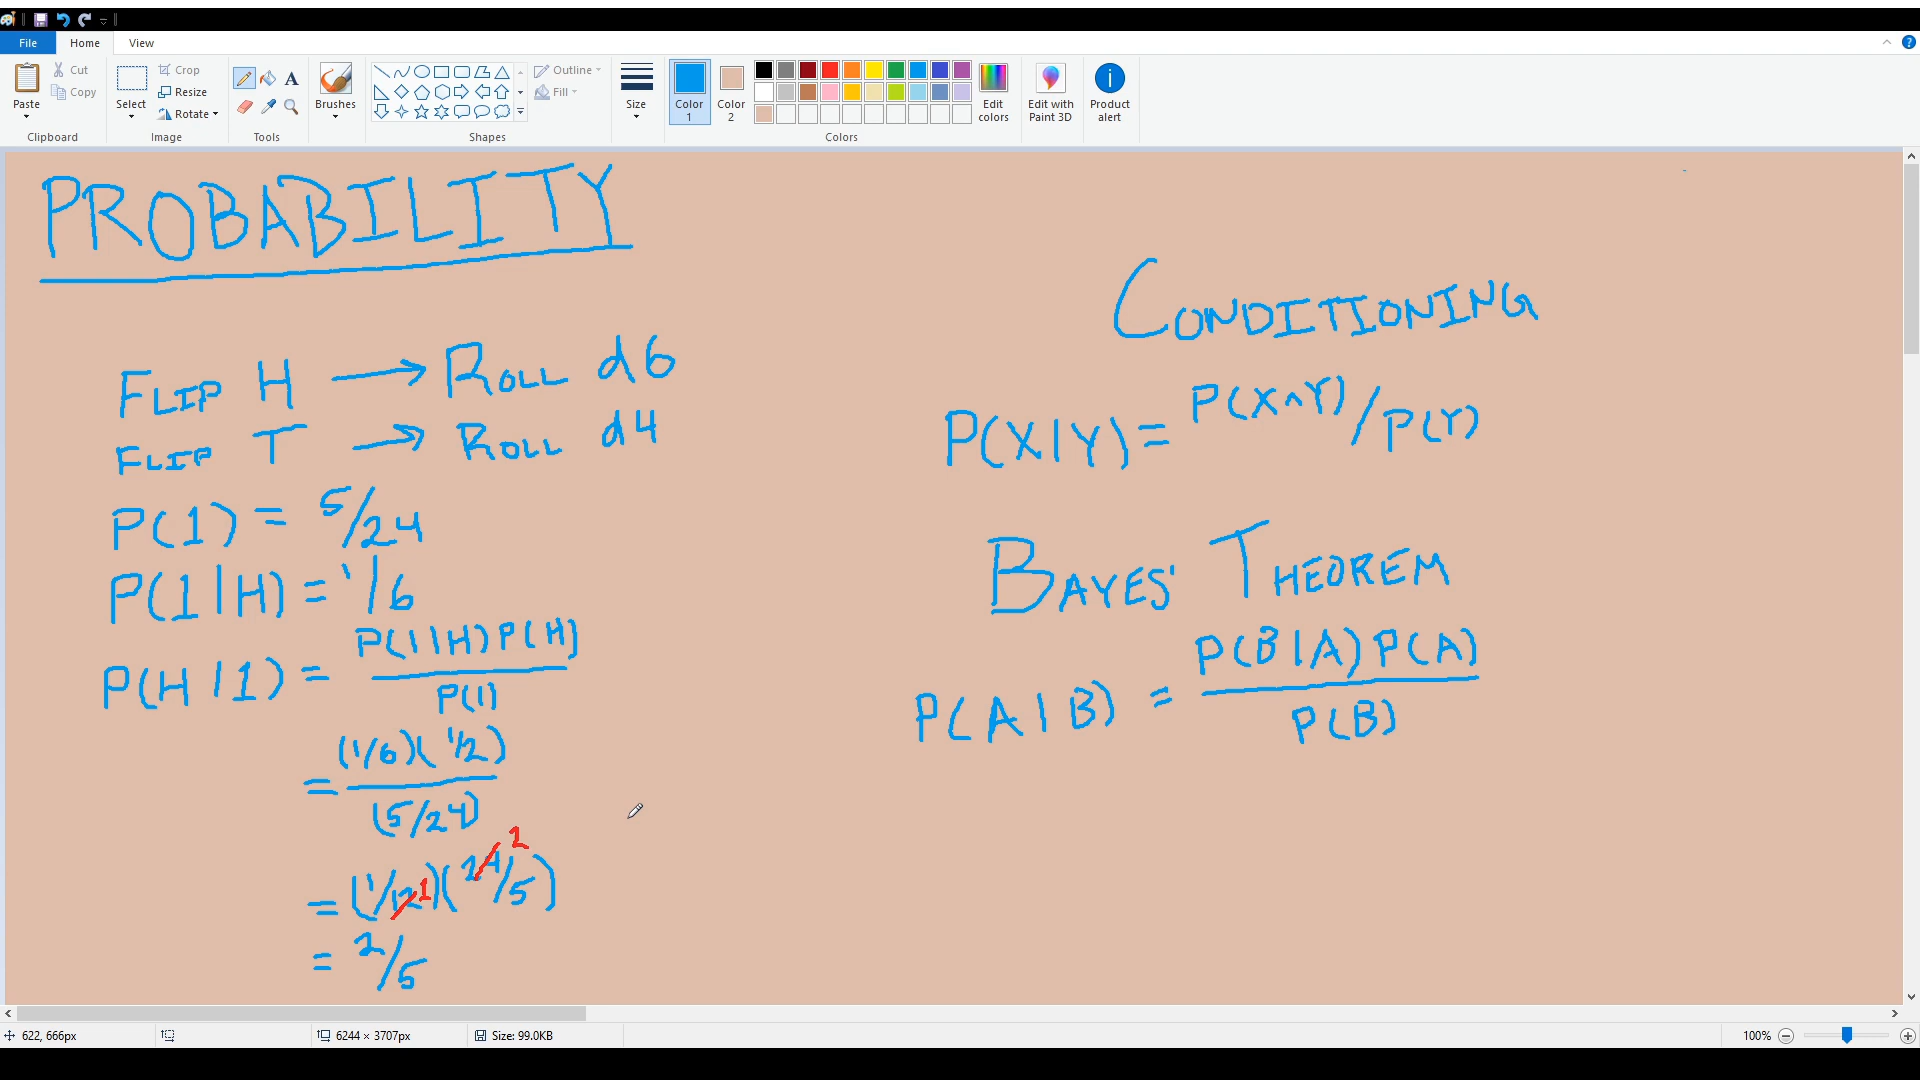 File Home View
Paste Cut Copy Clipboard
Select Crop Resize Rotate Image
A Tools
Brushes
Shapes Outline Fill
Size
Color 1 Color 2 Edit colors Colors
Edit with Paint 3D
Product alert
PROBABILITY
FLIP H → ROLL d6
FLIP T → ROLL d4
P(1) = 5/24
P(1|H) = 1/6
P(H|1) = P(1|H)P(H)
P(1)
= (1/6)(1/2)
(5/24)
= (1/12 1)(24/5) 2
= 2/5
CONDITIONING
P(X|Y) = P(X∧Y)/P(Y)
BAYES' THEOREM
P(A|B) = P(B|A)P(A)
P(B)
622, 666px 6244 × 3707px Size: 99.0KB 100%